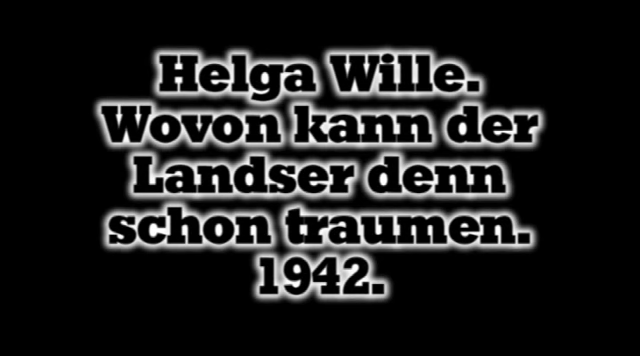 Helga Wille.
Wovon kann der
Landser denn
schon traumen.
1942.